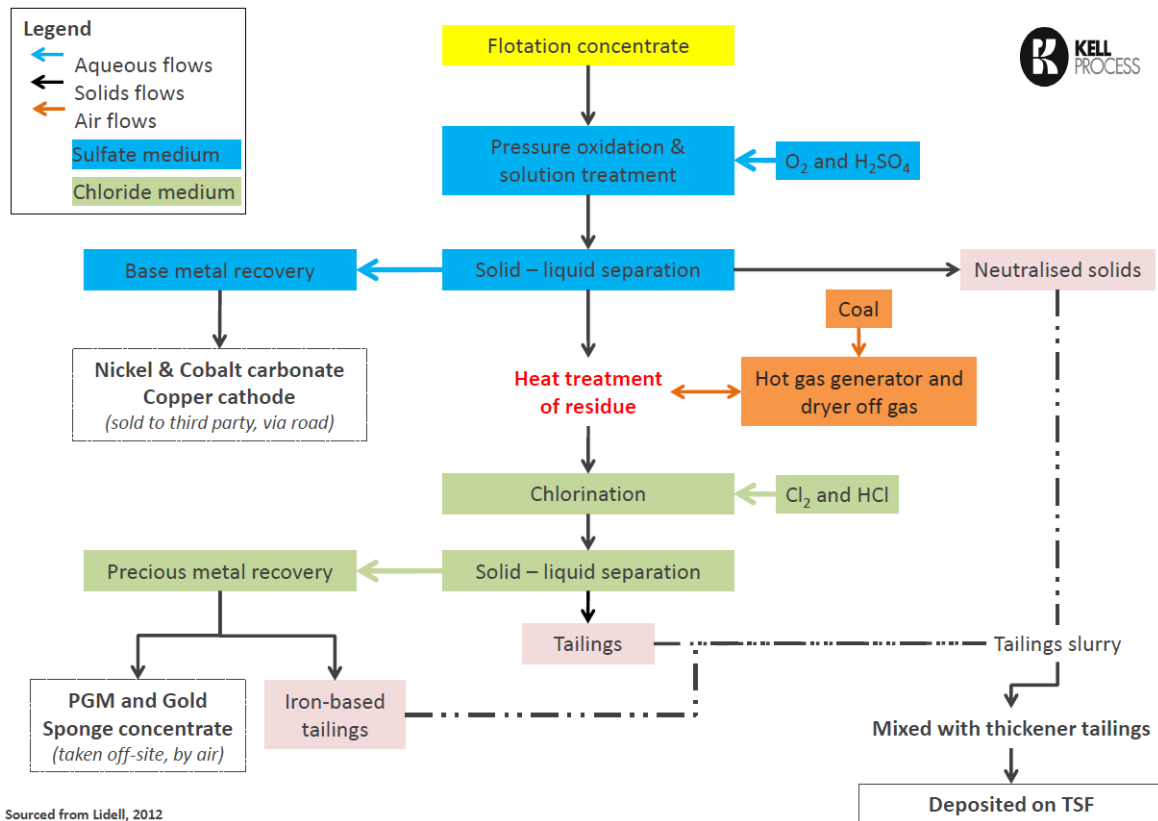 Legend
Aqueous flows
Solids flows
Air flows
Sulfate medium
Chloride medium
Flotation concentrate
KELL
PROCESS
Pressure oxidation &
solution treatment
O₂ and H₂SO₄
Base metal recovery
Solid – liquid separation
Neutralised solids
Coal
Nickel & Cobalt carbonate
Copper cathode
(sold to third party, via road)
Heat treatment
of residue
Hot gas generator and
dryer off gas
Chlorination
Cl₂ and HCl
Precious metal recovery
Solid – liquid separation
Tailings
Tailings slurry
PGM and Gold
Sponge concentrate
(taken off-site, by air)
Iron-based
tailings
Mixed with thickener tailings
Deposited on TSF
Sourced from Lidell, 2012